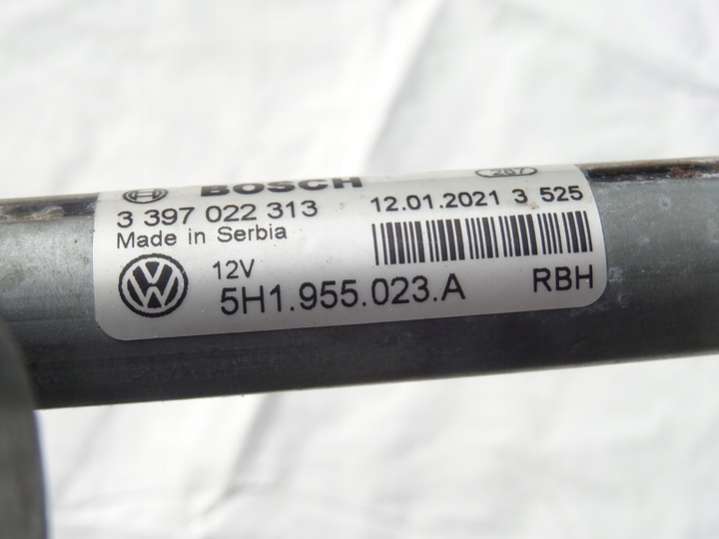 BOSCH
3 397 022 313
12.01.2021 3 525
Made in Serbia
12V
5H1.955.023.A
RBH